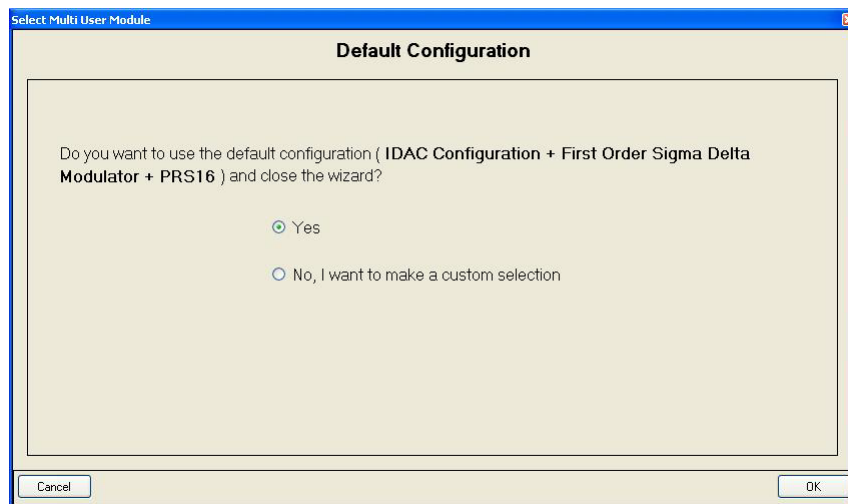 Select Multi User Module
Default Configuration
Do you want to use the default configuration ( IDAC Configuration + First Order Sigma Delta
Modulator + PRS16 ) and close the wizard?
Yes
No, I want to make a custom selection
Cancel
OK